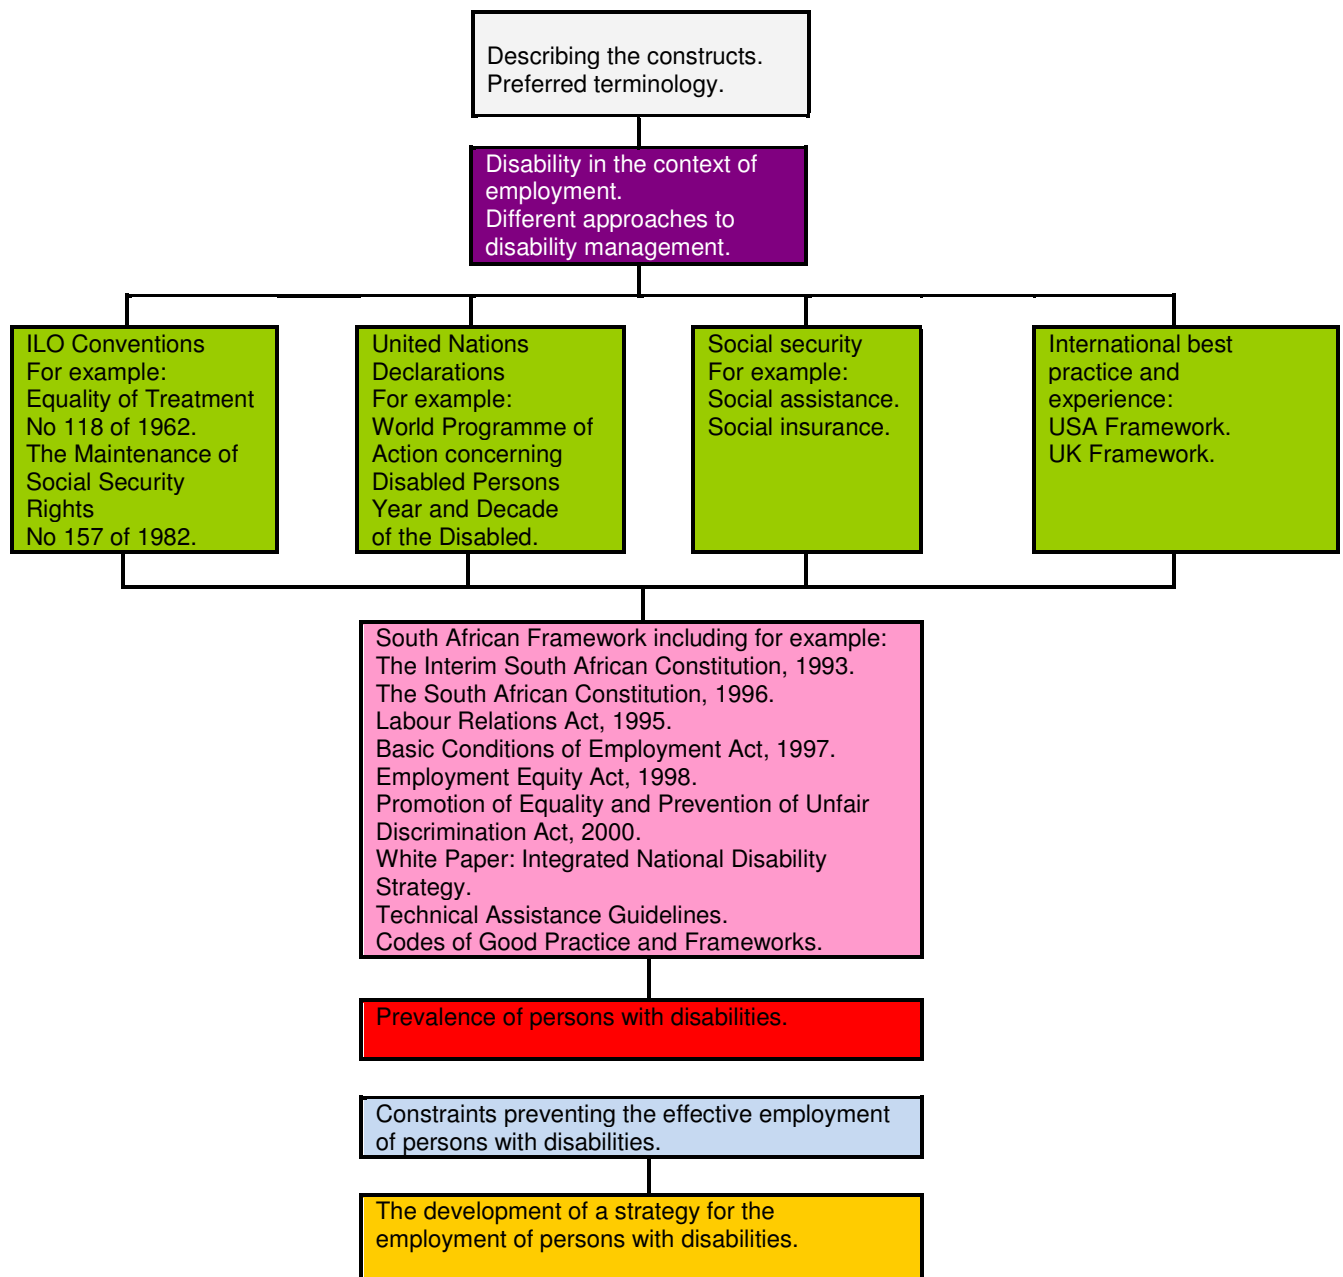 Describing the constructs.
Preferred terminology.
Disability in the context of
employment.
Different approaches to
disability management.
ILO Conventions
For example:
Equality of Treatment
No 118 of 1962.
The Maintenance of
Social Security
Rights
No 157 of 1982.
United Nations
Declarations
For example:
World Programme of
Action concerning
Disabled Persons
Year and Decade
of the Disabled.
Social security
For example:
Social assistance.
Social insurance.
International best
practice and
experience:
USA Framework.
UK Framework.
South African Framework including for example:
The Interim South African Constitution, 1993.
The South African Constitution, 1996.
Labour Relations Act, 1995.
Basic Conditions of Employment Act, 1997.
Employment Equity Act, 1998.
Promotion of Equality and Prevention of Unfair
Discrimination Act, 2000.
White Paper: Integrated National Disability
Strategy.
Technical Assistance Guidelines.
Codes of Good Practice and Frameworks.
Prevalence of persons with disabilities.
Constraints preventing the effective employment
of persons with disabilities.
The development of a strategy for the
employment of persons with disabilities.